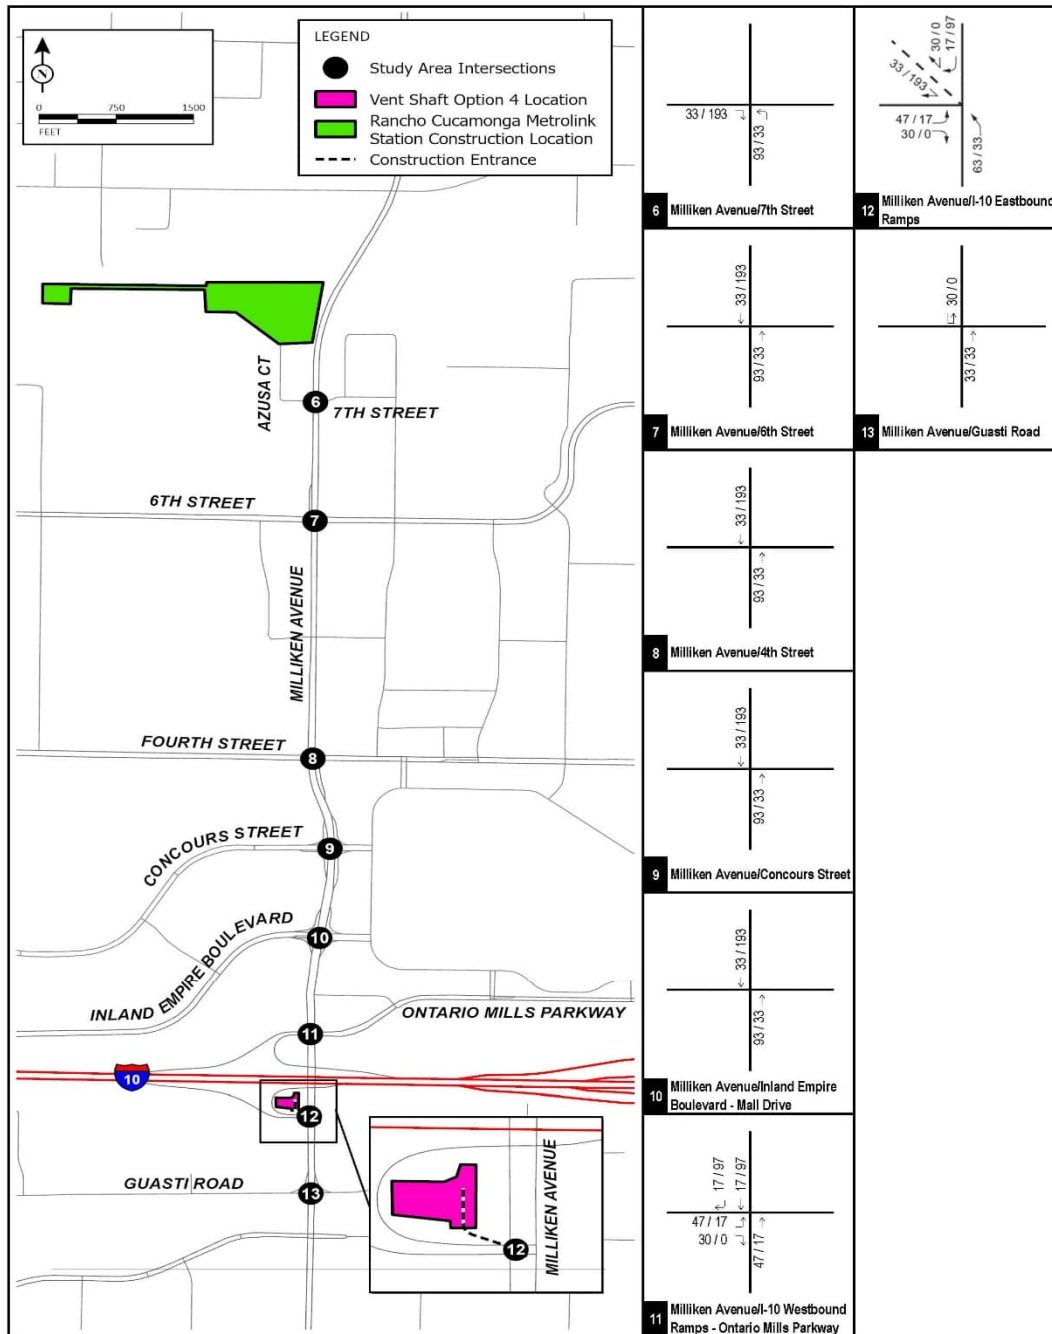 N
0 750 1500
FEET
LEGEND
Study Area Intersections
Vent Shaft Option 4 Location
Rancho Cucamonga Metrolink
Station Construction Location
Construction Entrance
AZUSA CT
6
7TH STREET
6TH STREET
7
MILLIKEN AVENUE
FOURTH STREET
8
CONCOURS STREET
9
INLAND EMPIRE BOULEVARD
10
ONTARIO MILLS PARKWAY
11
10
12
GUASTI ROAD
13
MILLIKEN AVENUE
12
33 / 193
93 / 33
6 Milliken Avenue/7th Street
33 / 193
93 / 33
7 Milliken Avenue/6th Street
33 / 193
93 / 33
8 Milliken Avenue/4th Street
33 / 193
93 / 33
9 Milliken Avenue/Concours Street
33 / 193
93 / 33
10 Milliken Avenue/Inland Empire
Boulevard - Mall Drive
17 / 97
17 / 97
47 / 17
30 / 0
47 / 17
11 Milliken Avenue/I-10 Westbound
Ramps - Ontario Mills Parkway
30 / 0
17 / 97
33 / 193
47 / 17
30 / 0
63 / 33
12 Milliken Avenue/I-10 Eastbound
Ramps
30 / 0
33 / 33
13 Milliken Avenue/Guasti Road